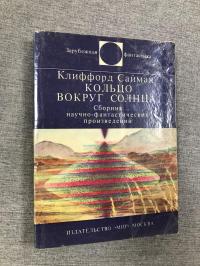 Зарубежная фантастика
Клиффорд Саймак
КОЛЬЦО
ВОКРУГ СОЛНЦА
Сборник
научно-фантастических
произведений
ИЗДАТЕЛЬСТВО «МИР» МОСКВА